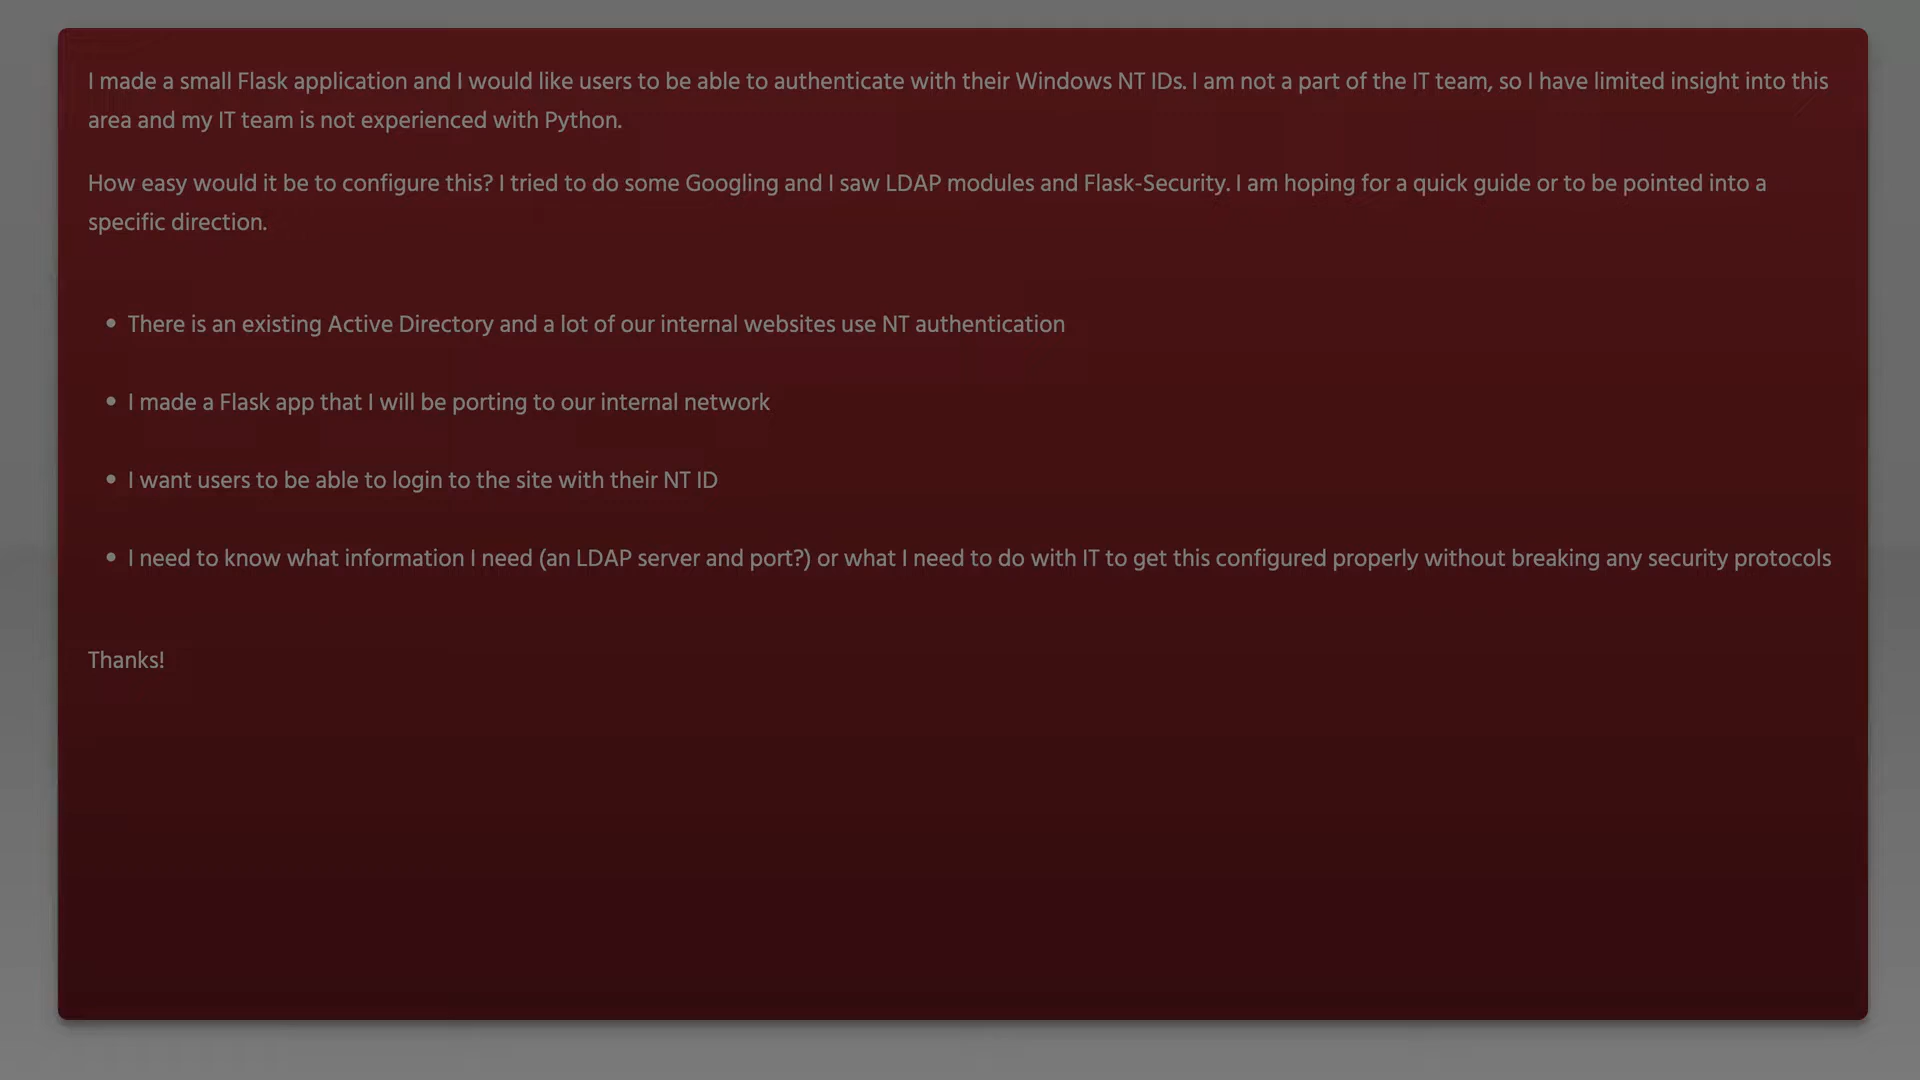 I made a small Flask application and I would like users to be able to authenticate with their Windows NT IDs. I am not a part of the IT team, so I have limited insight into this
area and my IT team is not experienced with Python.
How easy would it be to configure this? I tried to do some Googling and I saw LDAP modules and Flask-Security. I am hoping for a quick guide or to be pointed into a
specific direction.
• There is an existing Active Directory and a lot of our internal websites use NT authentication
• I made a Flask app that I will be porting to our internal network
• I want users to be able to login to the site with their NT ID
• I need to know what information I need (an LDAP server and port?) or what I need to do with IT to get this configured properly without breaking any security protocols
Thanks!